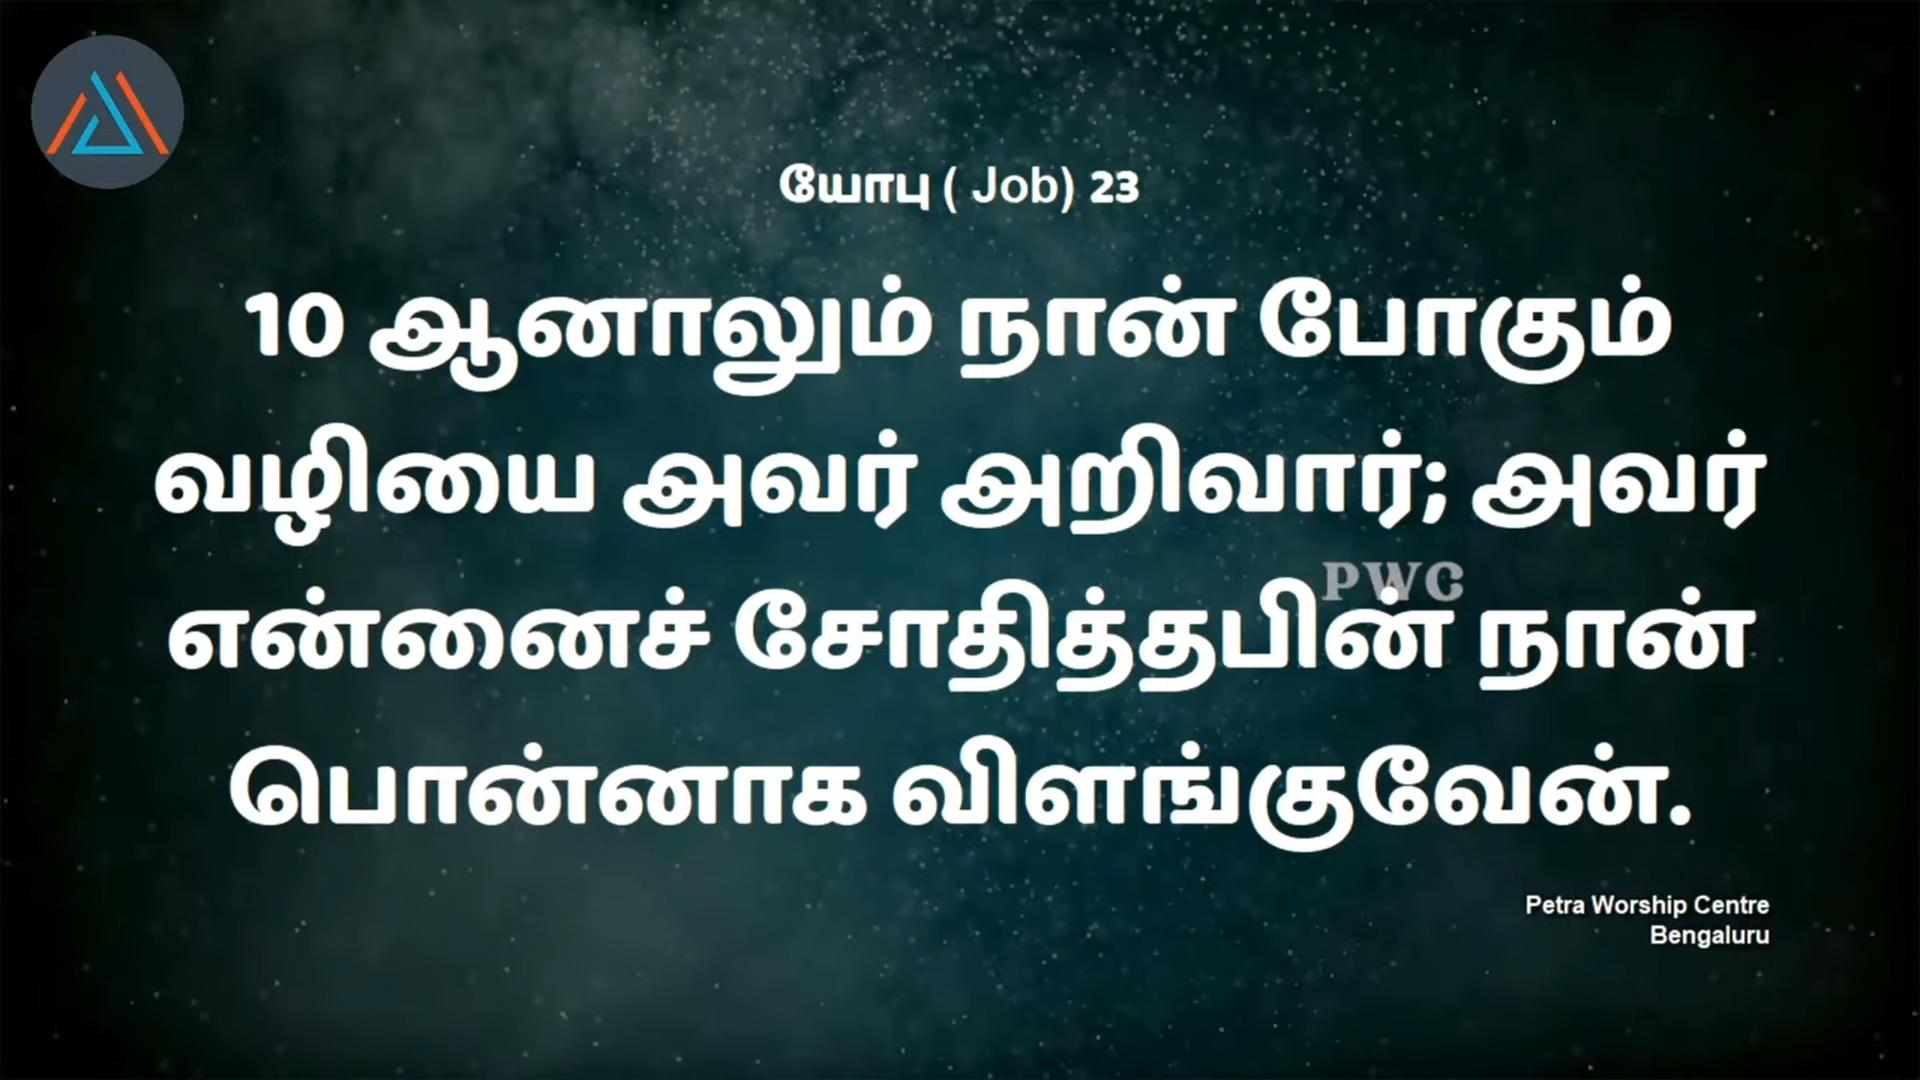 யோபு ( Job) 23
10 ஆனாலும் நான் போகும்
வழியை அவர் அறிவார்; அவர்
PWC
என்னைச் சோதித்தபின் நான்
பொன்னாக விளங்குவேன்.
Petra Worship Centre
Bengaluru